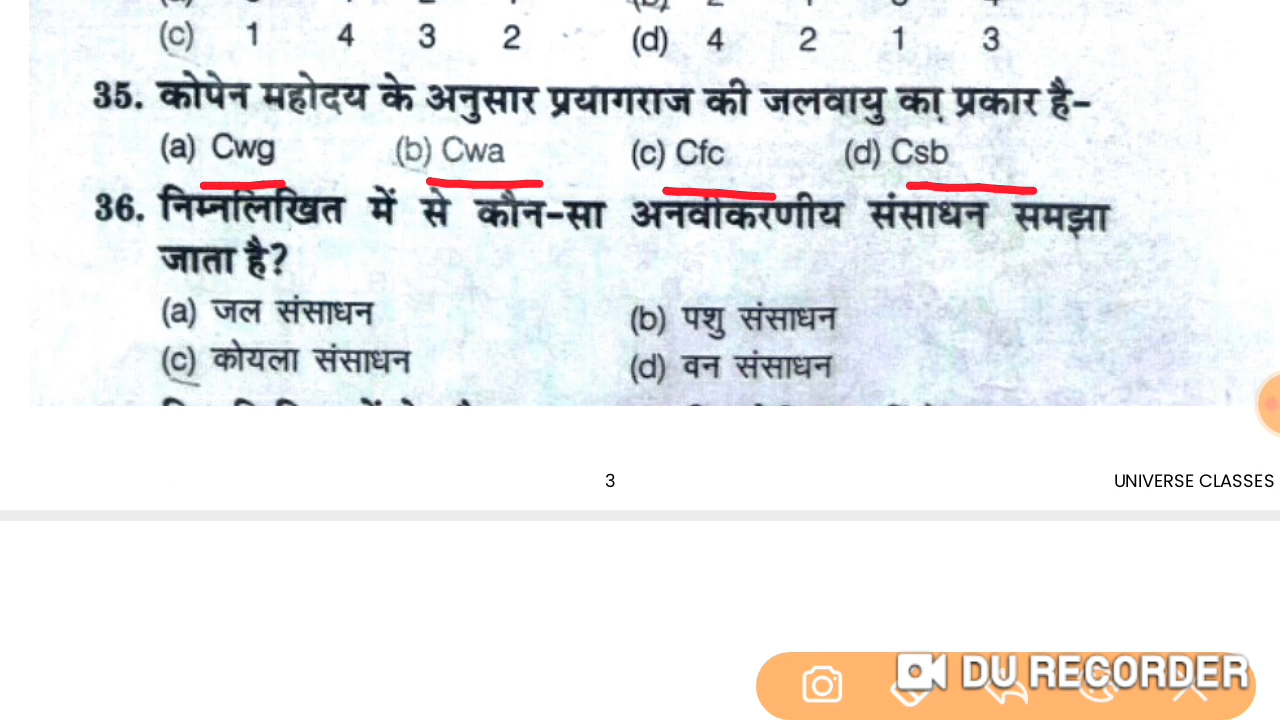 (c) 1 4 3 2 (d) 4 2 1 3
35. कोपेन महोदय के अनुसार प्रयागराज की जलवायु का प्रकार है-
(a) Cwg (b) Cwa (c) Cfc (d) Csb
36. निम्नलिखित में से कौन-सा अनवीकरणीय संसाधन समझा
जाता है?
(a) जल संसाधन (b) पशु संसाधन
(c) कोयला संसाधन (d) वन संसाधन
3 UNIVERSE CLASSES
DU RECORDER